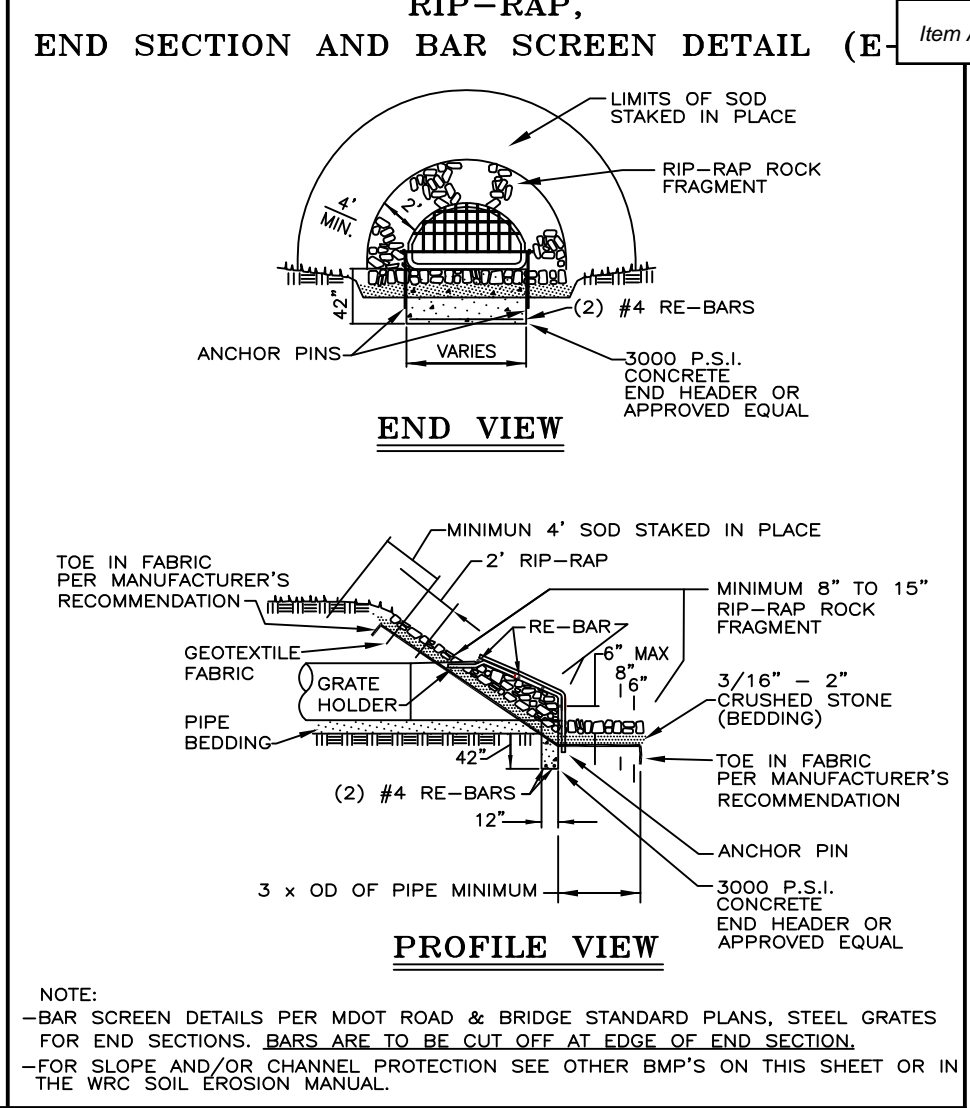 RIP-RAP,
END SECTION AND BAR SCREEN DETAIL (E-
Item
LIMITS OF SOD
STAKED IN PLACE
RIP-RAP ROCK
FRAGMENT
4'
MIN.
2'
42"
(2) #4 RE-BARS
ANCHOR PINS
VARIES
3000 P.S.I.
CONCRETE
END HEADER OR
APPROVED EQUAL
END VIEW
MINIMUN 4' SOD STAKED IN PLACE
2' RIP-RAP
TOE IN FABRIC
PER MANUFACTURER'S
RECOMMENDATION
MINIMUM 8" TO 15"
RIP-RAP ROCK
FRAGMENT
RE-BAR
GEOTEXTILE
FABRIC
6" MAX
8"
6"
GRATE
HOLDER
3/16" - 2"
CRUSHED STONE
(BEDDING)
PIPE
BEDDING
42"
TOE IN FABRIC
PER MANUFACTURER'S
RECOMMENDATION
(2) #4 RE-BARS
12"
ANCHOR PIN
3 x OD OF PIPE MINIMUM
3000 P.S.I.
CONCRETE
END HEADER OR
APPROVED EQUAL
PROFILE VIEW
NOTE:
-BAR SCREEN DETAILS PER MDOT ROAD & BRIDGE STANDARD PLANS, STEEL GRATES
FOR END SECTIONS. BARS ARE TO BE CUT OFF AT EDGE OF END SECTION.
-FOR SLOPE AND/OR CHANNEL PROTECTION SEE OTHER BMP'S ON THIS SHEET OR IN
THE WRC SOIL EROSION MANUAL.